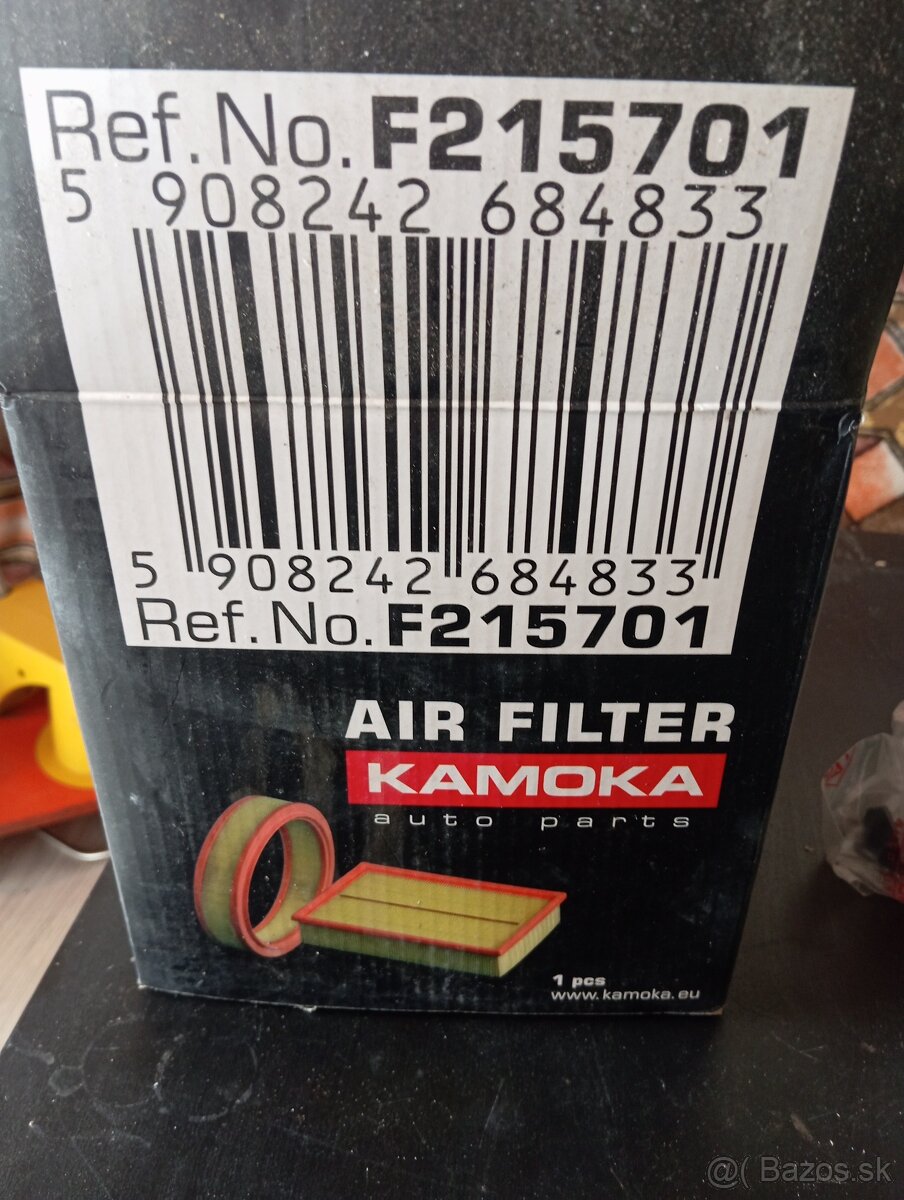 Ref. No. F215701
5 908242 684833
5 908242 684833
Ref. No. F215701
AIR FILTER
KAMOKA
auto parts
1 pcs
www.kamoka.eu
@( Bazos.sk